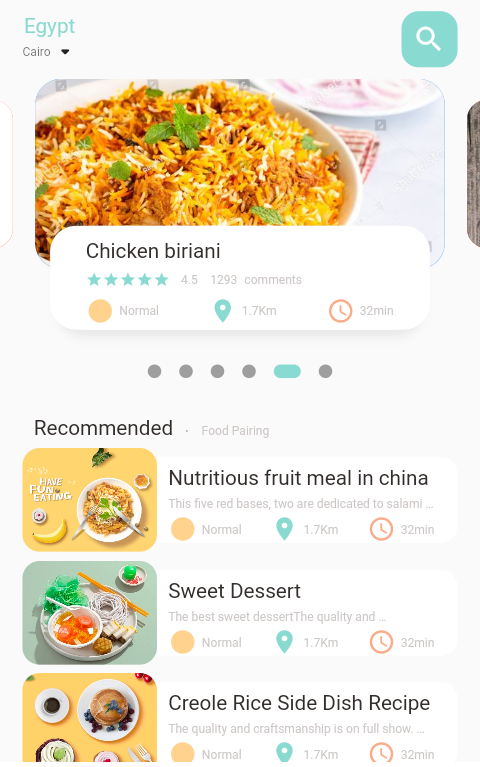 Egypt
Cairo
Chicken biriani
4.5 1293 comments
Normal 1.7Km 32min
Recommended · Food Pairing
HAVE
FUN
EATING
Nutritious fruit meal in china
This five red bases, two are dedicated to salami …
Normal 1.7Km 32min
Sweet Dessert
The best sweet dessertThe quality and …
Normal 1.7Km 32min
Creole Rice Side Dish Recipe
The quality and craftsmanship is on full show. …
Normal 1.7Km 32min